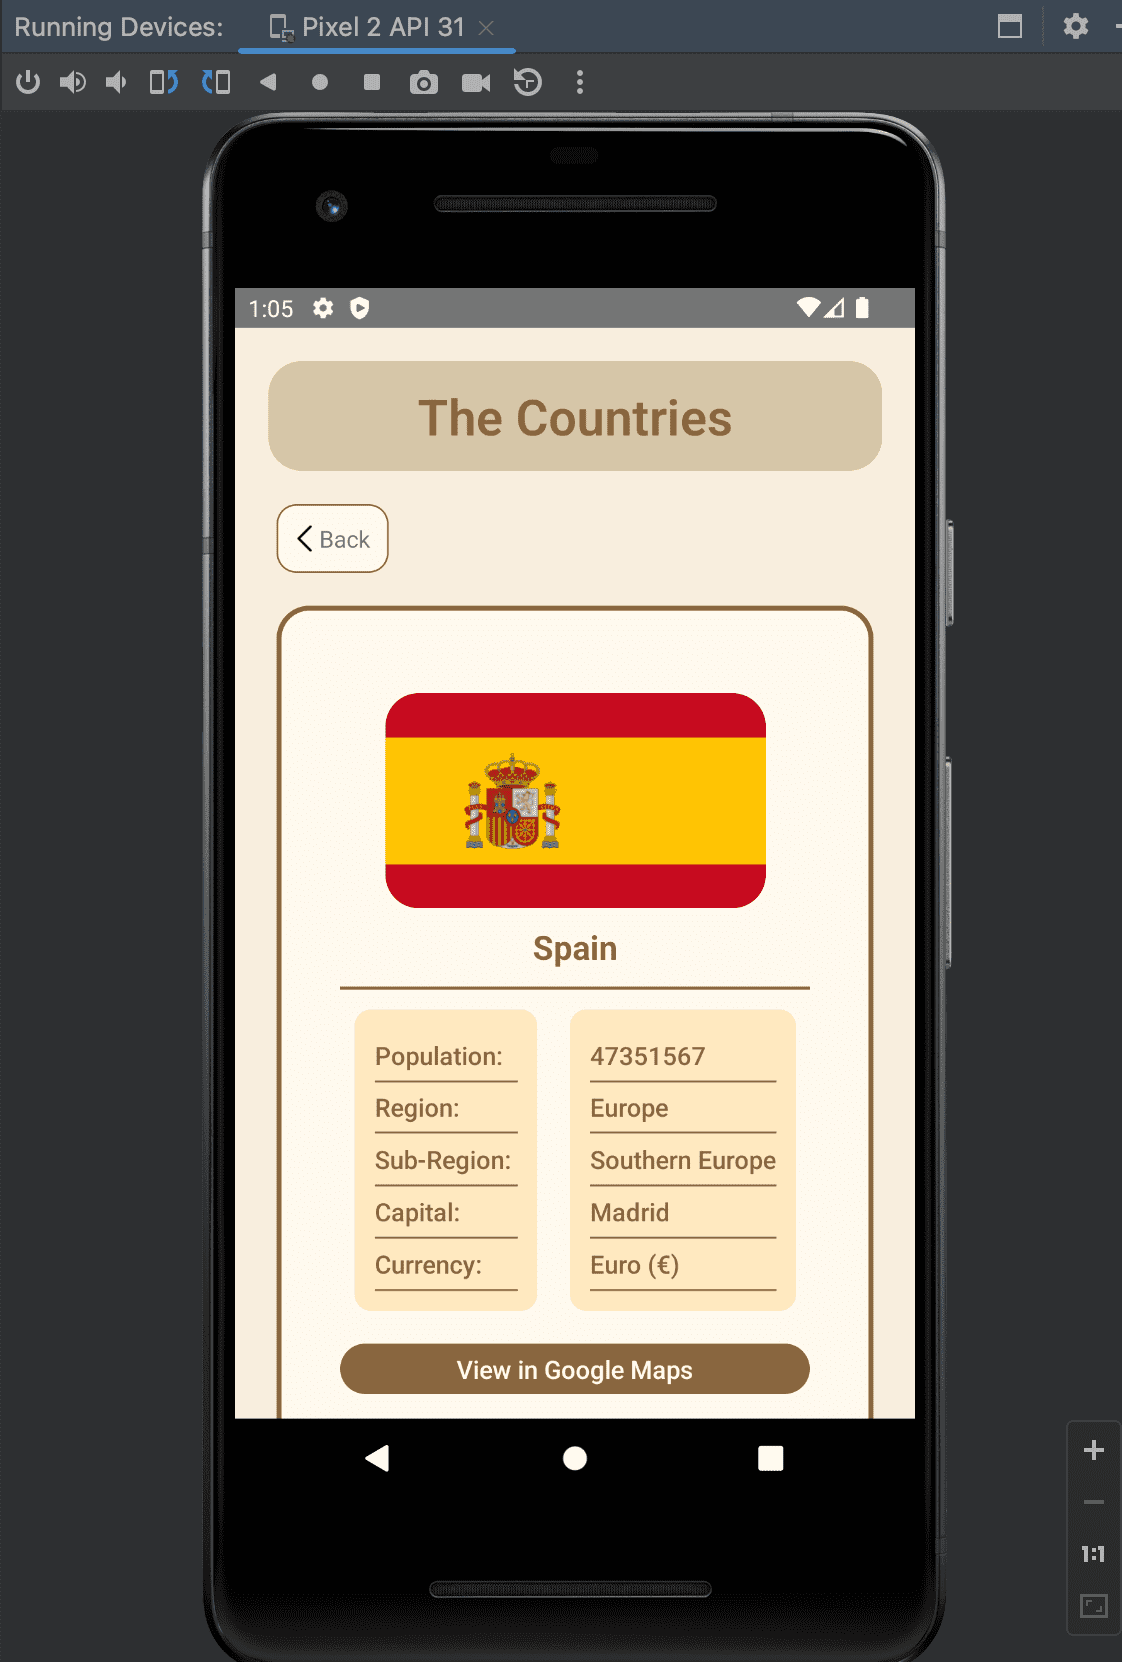 Running Devices: Pixel 2 API 31
1:05
The Countries
Back
Spain
Population: 47351567
Region: Europe
Sub-Region: Southern Europe
Capital: Madrid
Currency: Euro (€)
View in Google Maps
1:1